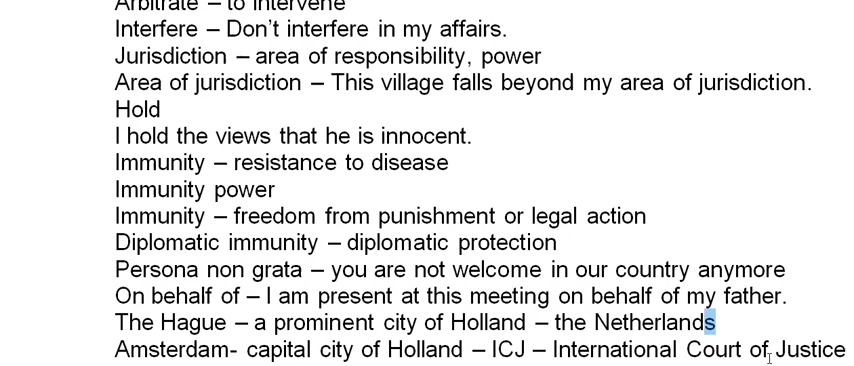 Arbitrate – to intervene
Interfere – Don’t interfere in my affairs.
Jurisdiction – area of responsibility, power
Area of jurisdiction – This village falls beyond my area of jurisdiction.
Hold
I hold the views that he is innocent.
Immunity – resistance to disease
Immunity power
Immunity – freedom from punishment or legal action
Diplomatic immunity – diplomatic protection
Persona non grata – you are not welcome in our country anymore
On behalf of – I am present at this meeting on behalf of my father.
The Hague – a prominent city of Holland – the Netherlands
Amsterdam- capital city of Holland – ICJ – International Court of Justice